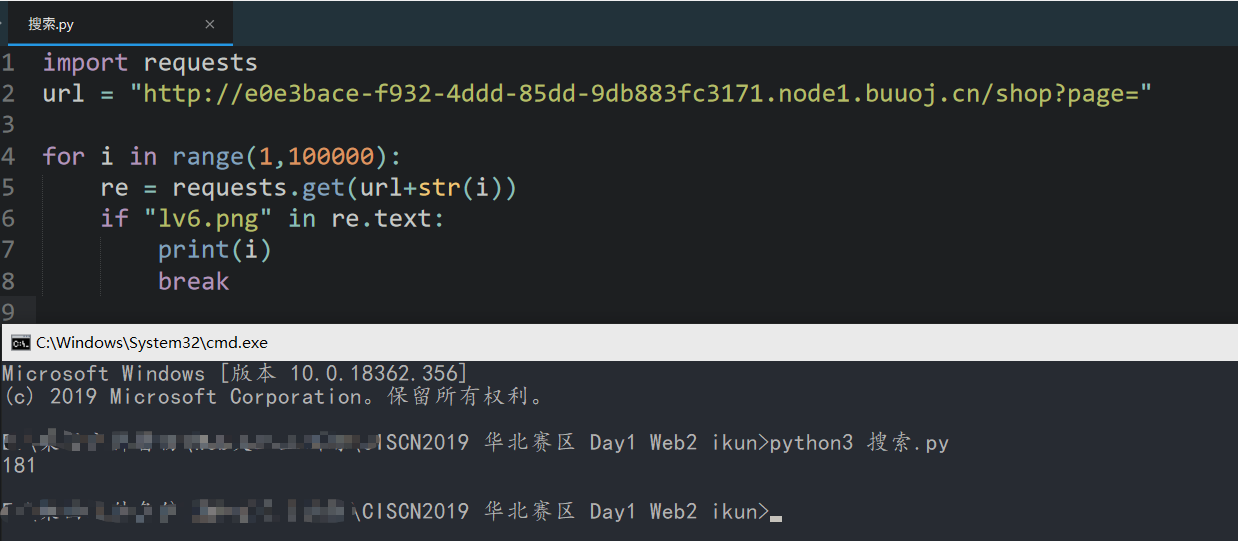 搜索.py ×
1 import requests
2 url = "http://e0e3bace-f932-4ddd-85dd-9db883fc3171.node1.buuoj.cn/shop?page="
3
4 for i in range(1,100000):
5     re = requests.get(url+str(i))
6     if "lv6.png" in re.text:
7         print(i)
8         break
9
C:\Windows\System32\cmd.exe
Microsoft Windows [版本 10.0.18362.356]
(c) 2019 Microsoft Corporation。保留所有权利。
CISCN2019 华北赛区 Day1 Web2 ikun>python3 搜索.py
181
\CISCN2019 华北赛区 Day1 Web2 ikun>